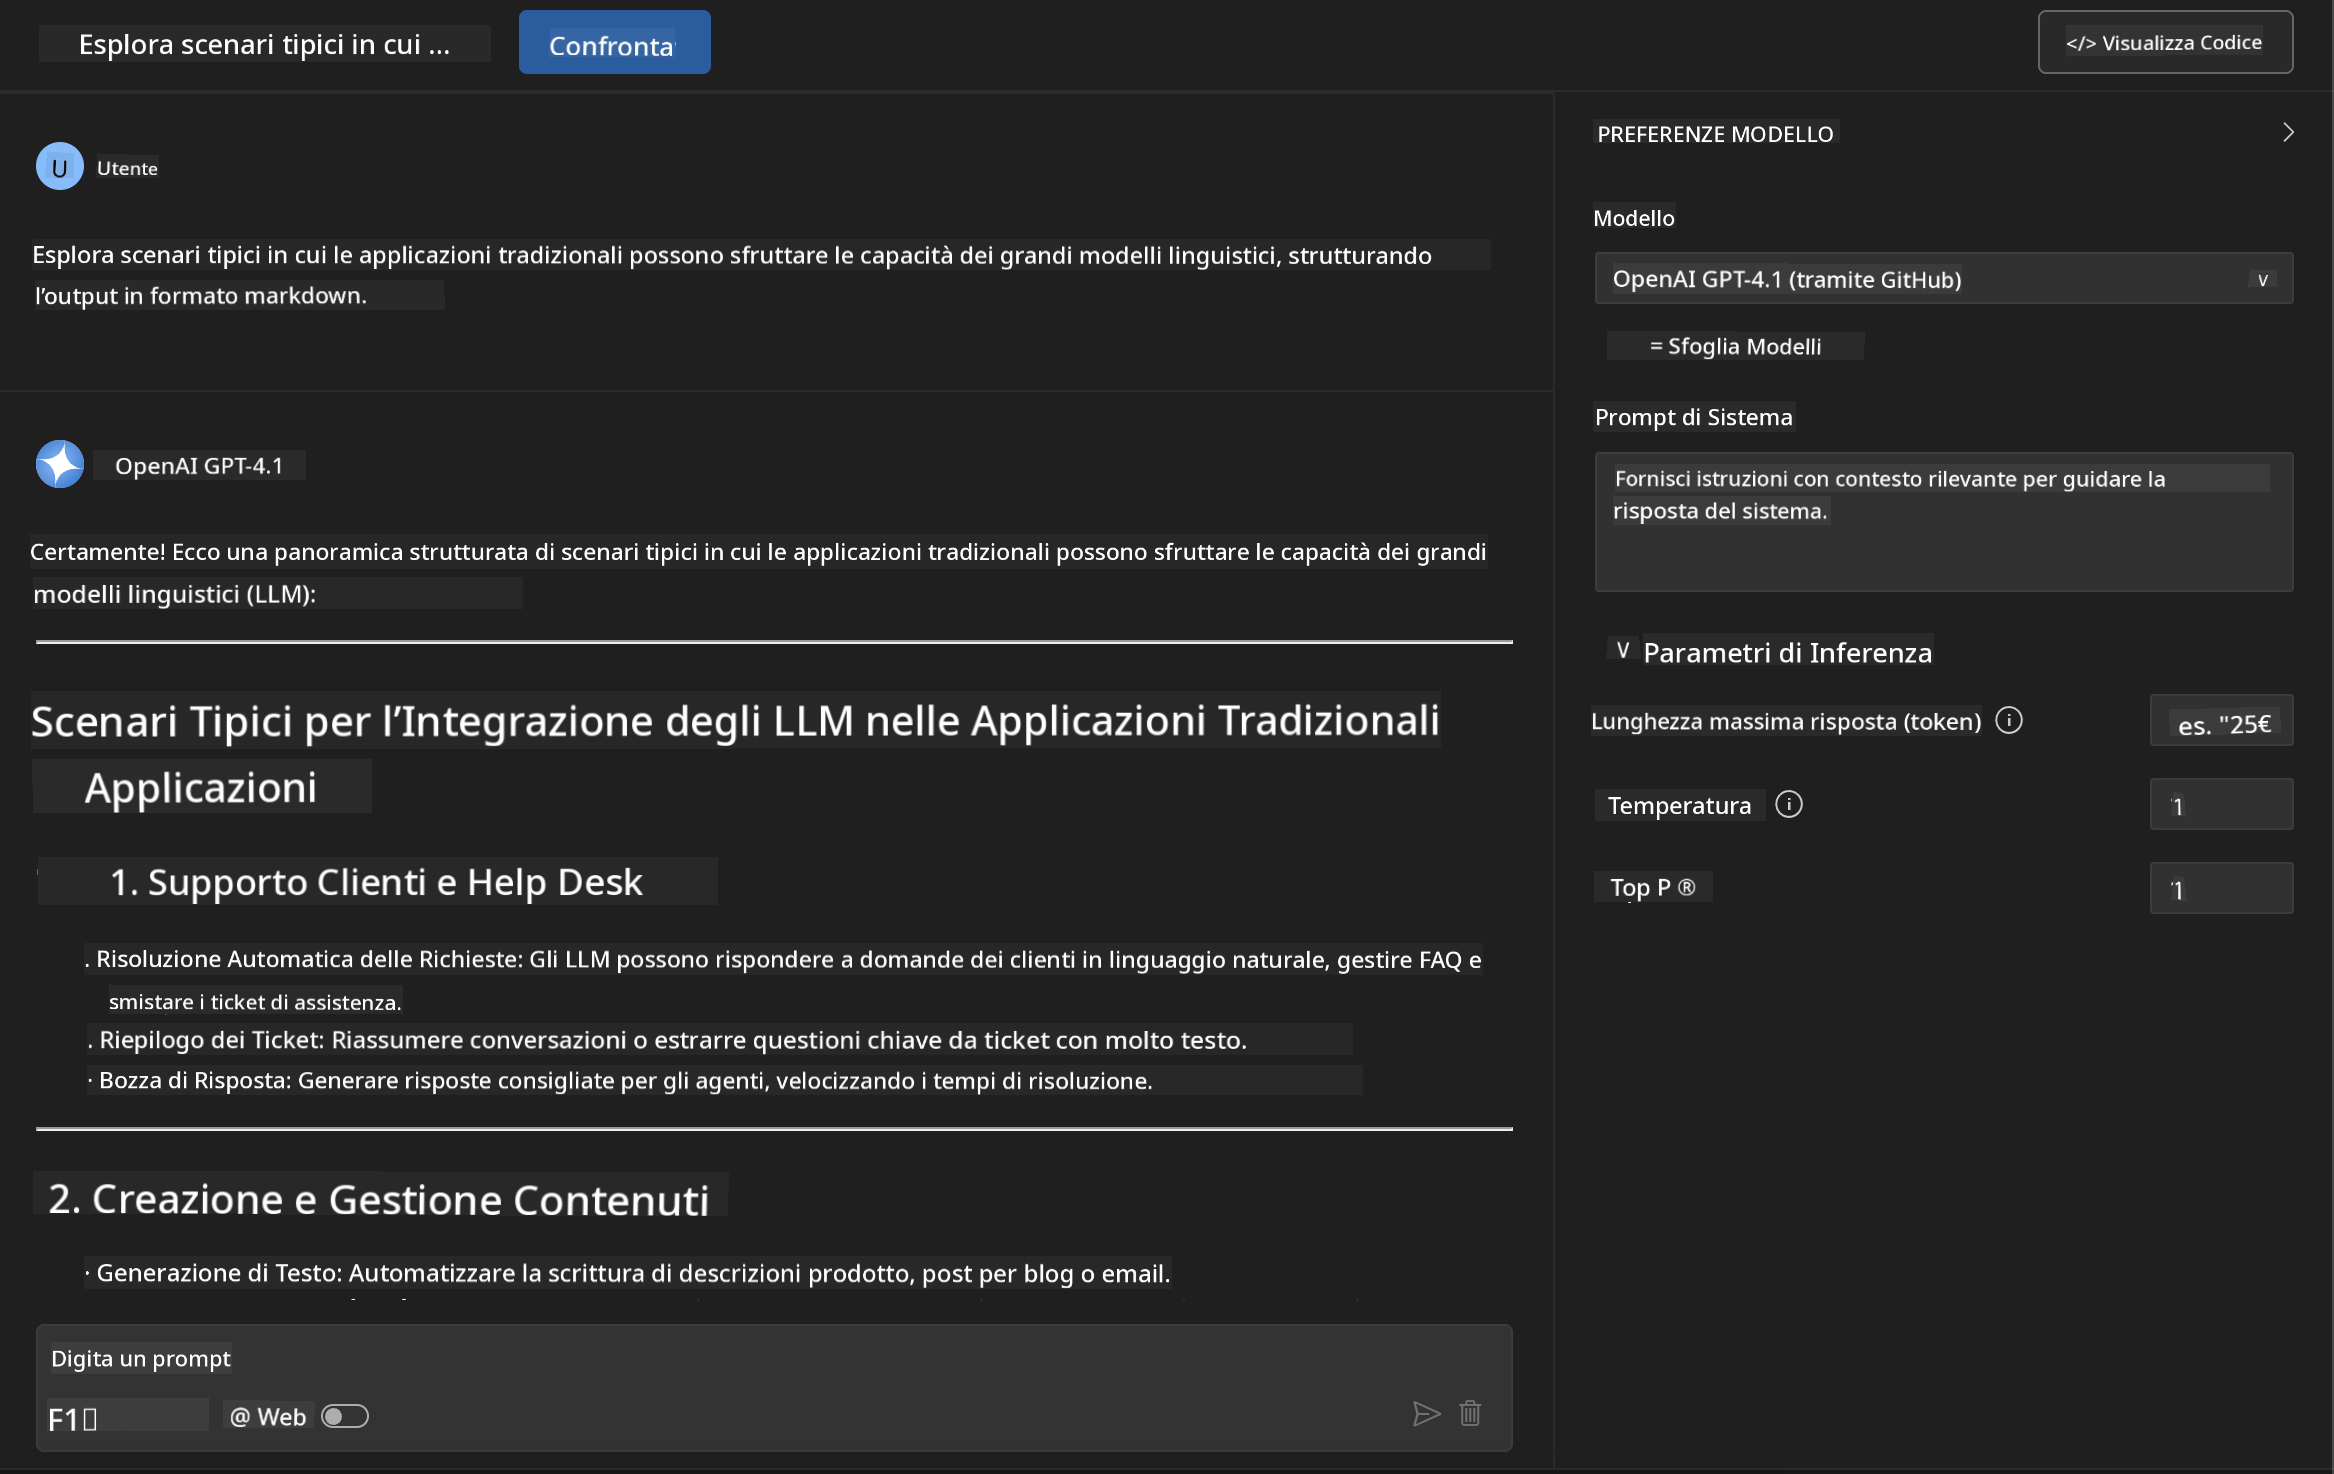 Esplora scenari tipici in cui ...
Confronta
</> Visualizza Codice
U
Utente
Esplora scenari tipici in cui le applicazioni tradizionali possono sfruttare le capacità dei grandi modelli linguistici, strutturando
l’output in formato markdown.
OpenAI GPT-4.1
Certamente! Ecco una panoramica strutturata di scenari tipici in cui le applicazioni tradizionali possono sfruttare le capacità dei grandi
modelli linguistici (LLM):
Scenari Tipici per l’Integrazione degli LLM nelle Applicazioni Tradizionali
Applicazioni
1. Supporto Clienti e Help Desk
. Risoluzione Automatica delle Richieste: Gli LLM possono rispondere a domande dei clienti in linguaggio naturale, gestire FAQ e
smistare i ticket di assistenza.
. Riepilogo dei Ticket: Riassumere conversazioni o estrarre questioni chiave da ticket con molto testo.
· Bozza di Risposta: Generare risposte consigliate per gli agenti, velocizzando i tempi di risoluzione.
2. Creazione e Gestione Contenuti
· Generazione di Testo: Automatizzare la scrittura di descrizioni prodotto, post per blog o email.
Digita un prompt
F1
@ Web
PREFERENZE MODELLO
Modello
OpenAI GPT-4.1 (tramite GitHub)
v
= Sfoglia Modelli
Prompt di Sistema
Fornisci istruzioni con contesto rilevante per guidare la
risposta del sistema.
V Parametri di Inferenza
Lunghezza massima risposta (token)
es. "25€
Temperatura
1
Top P ®
1